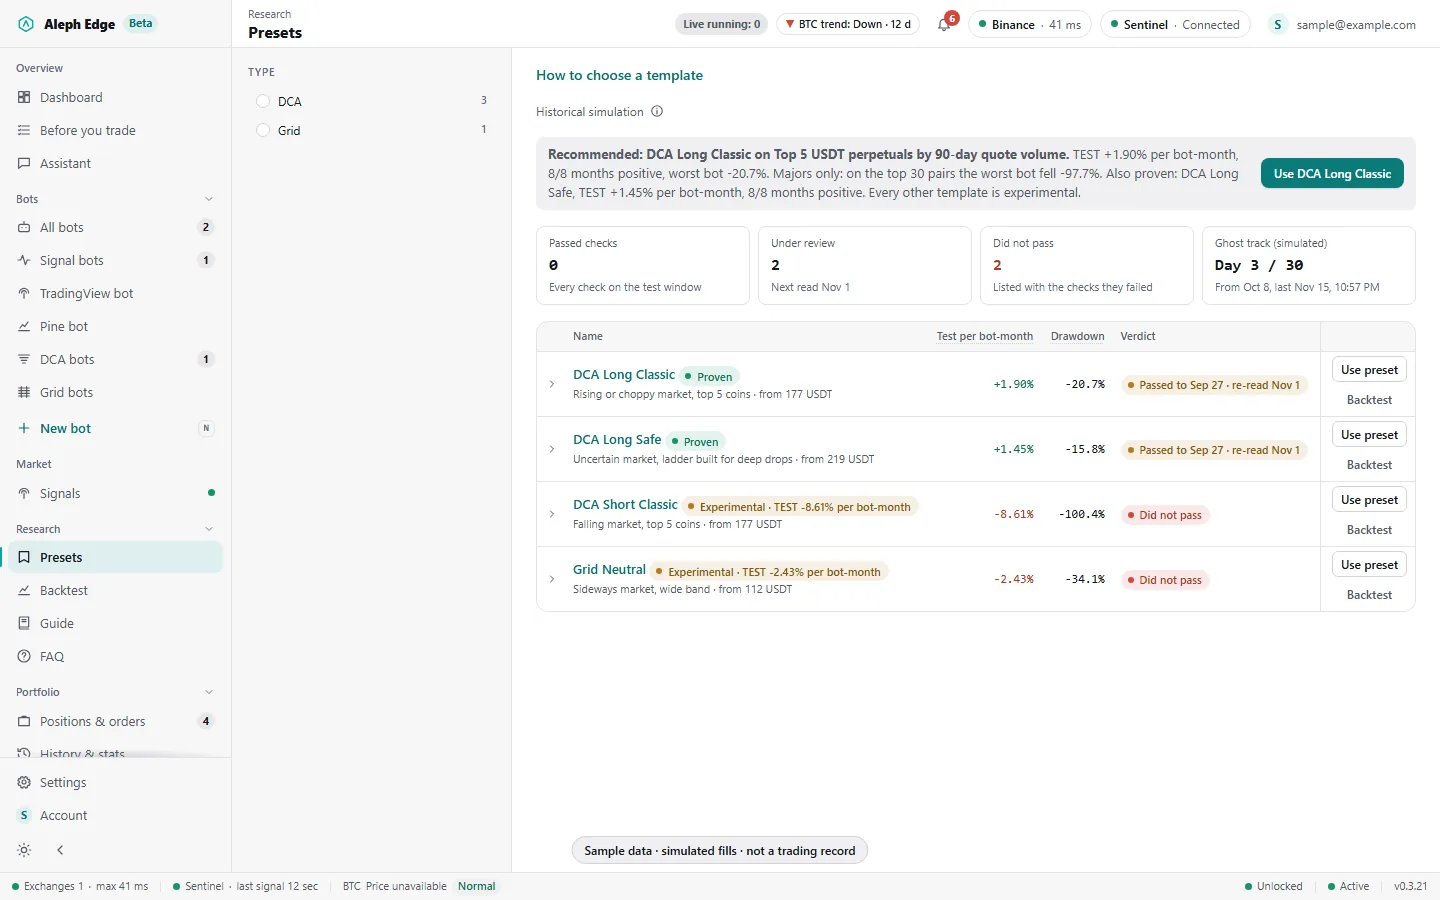 Aleph Edge Beta
Overview
Dashboard
Before you trade
Assistant
Bots
All bots 2
Signal bots 1
TradingView bot
Pine bot
DCA bots 1
Grid bots
New bot N
Market
Signals
Research
Presets
Backtest
Guide
FAQ
Portfolio
Positions & orders 4
History & stats
Settings
S Account
Research
Presets
Live running: 0
BTC trend: Down · 12 d
6
Binance · 41 ms
Sentinel · Connected
S sample@example.com
TYPE
DCA 3
Grid 1
How to choose a template
Historical simulation
Recommended: DCA Long Classic on Top 5 USDT perpetuals by 90-day quote volume. TEST +1.90% per bot-month,
8/8 months positive, worst bot -20.7%. Majors only: on the top 30 pairs the worst bot fell -97.7%. Also proven: DCA Long
Safe, TEST +1.45% per bot-month, 8/8 months positive. Every other template is experimental.
Use DCA Long Classic
Passed checks
0
Every check on the test window
Under review
2
Next read Nov 1
Did not pass
2
Listed with the checks they failed
Ghost track (simulated)
Day 3 / 30
From Oct 8, last Nov 15, 10:57 PM
Name Test per bot-month Drawdown Verdict
DCA Long Classic Proven
Rising or choppy market, top 5 coins · from 177 USDT
+1.90% -20.7% Passed to Sep 27 · re-read Nov 1
Use preset
Backtest
DCA Long Safe Proven
Uncertain market, ladder built for deep drops · from 219 USDT
+1.45% -15.8% Passed to Sep 27 · re-read Nov 1
Use preset
Backtest
DCA Short Classic Experimental · TEST -8.61% per bot-month
Falling market, top 5 coins · from 177 USDT
-8.61% -100.4% Did not pass
Use preset
Backtest
Grid Neutral Experimental · TEST -2.43% per bot-month
Sideways market, wide band · from 112 USDT
-2.43% -34.1% Did not pass
Use preset
Backtest
Sample data · simulated fills · not a trading record
Exchanges 1 · max 41 ms
Sentinel · last signal 12 sec
BTC Price unavailable Normal
Unlocked
Active
v0.3.21